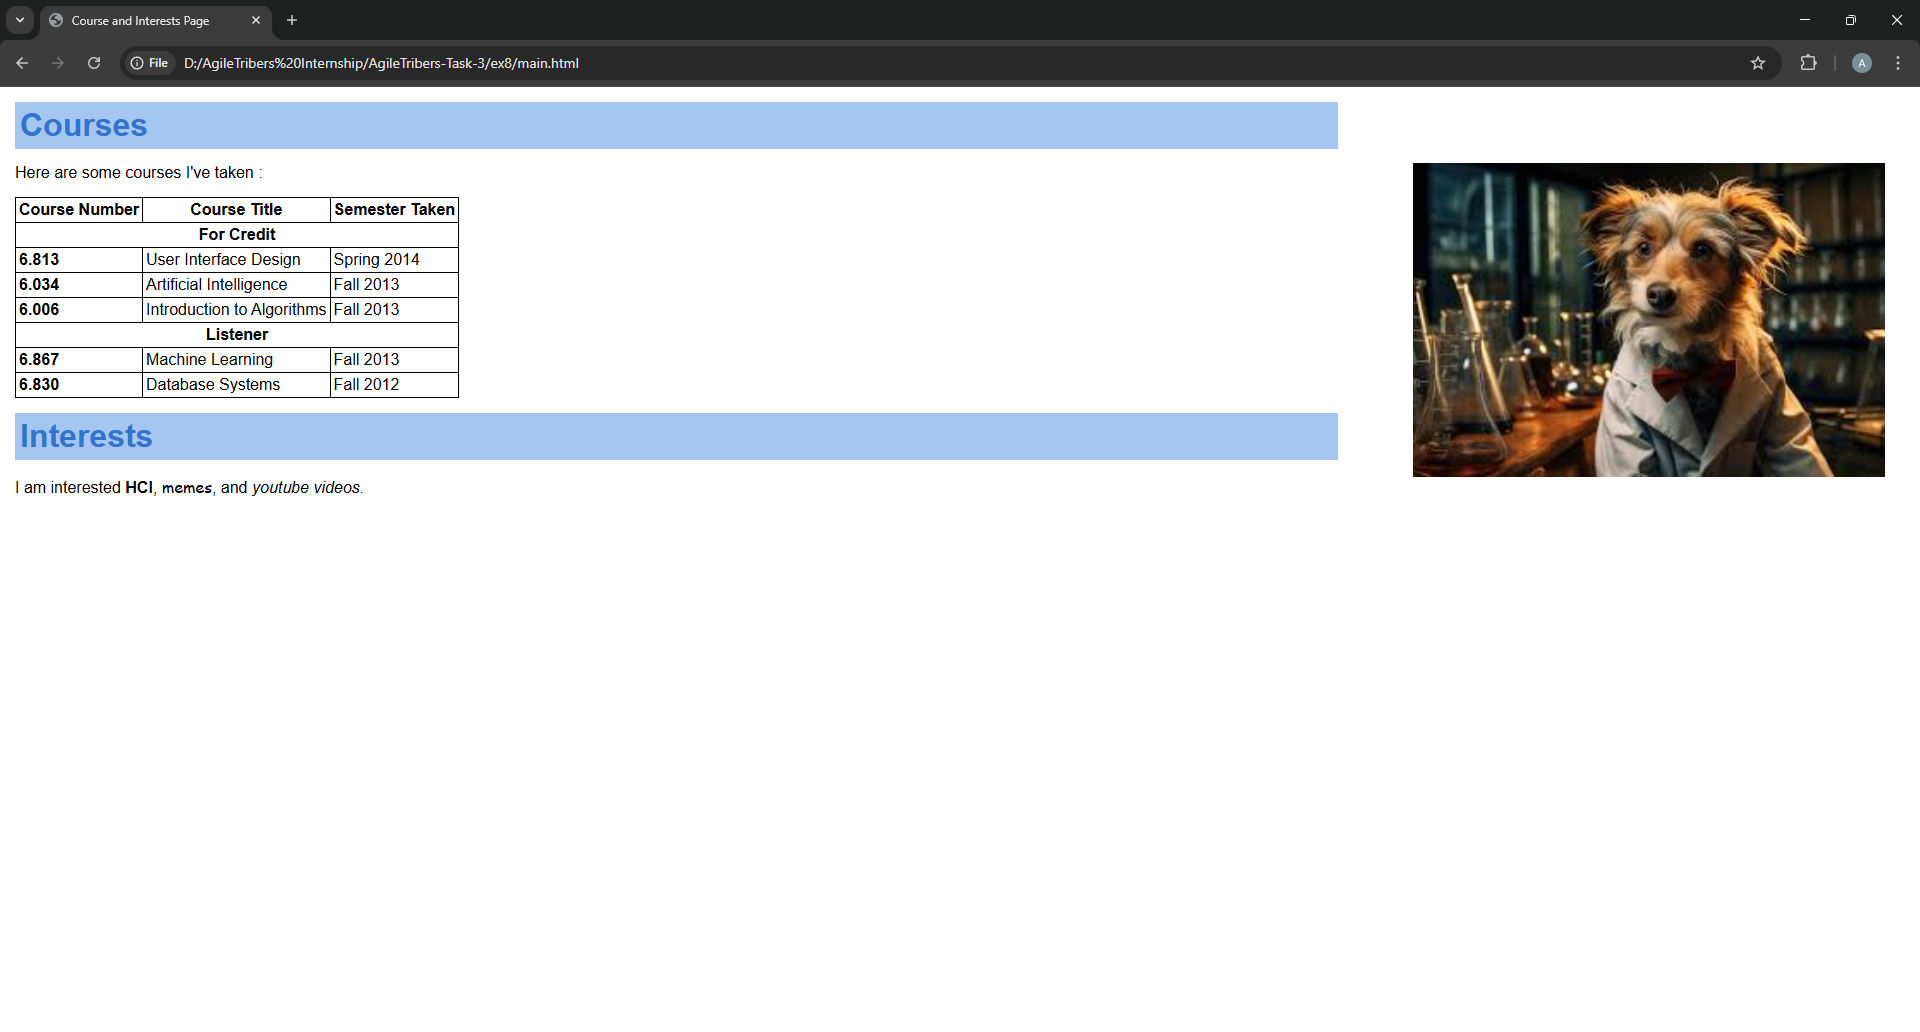 Course and Interests Page
File D:/AgileTribers%20Internship/AgileTribers-Task-3/ex8/main.html
A
Courses
Here are some courses I've taken :
Course Number Course Title Semester Taken
For Credit
6.813 User Interface Design Spring 2014
6.034 Artificial Intelligence Fall 2013
6.006 Introduction to Algorithms Fall 2013
Listener
6.867 Machine Learning Fall 2013
6.830 Database Systems Fall 2012
Interests
I am interested HCI, memes, and youtube videos.